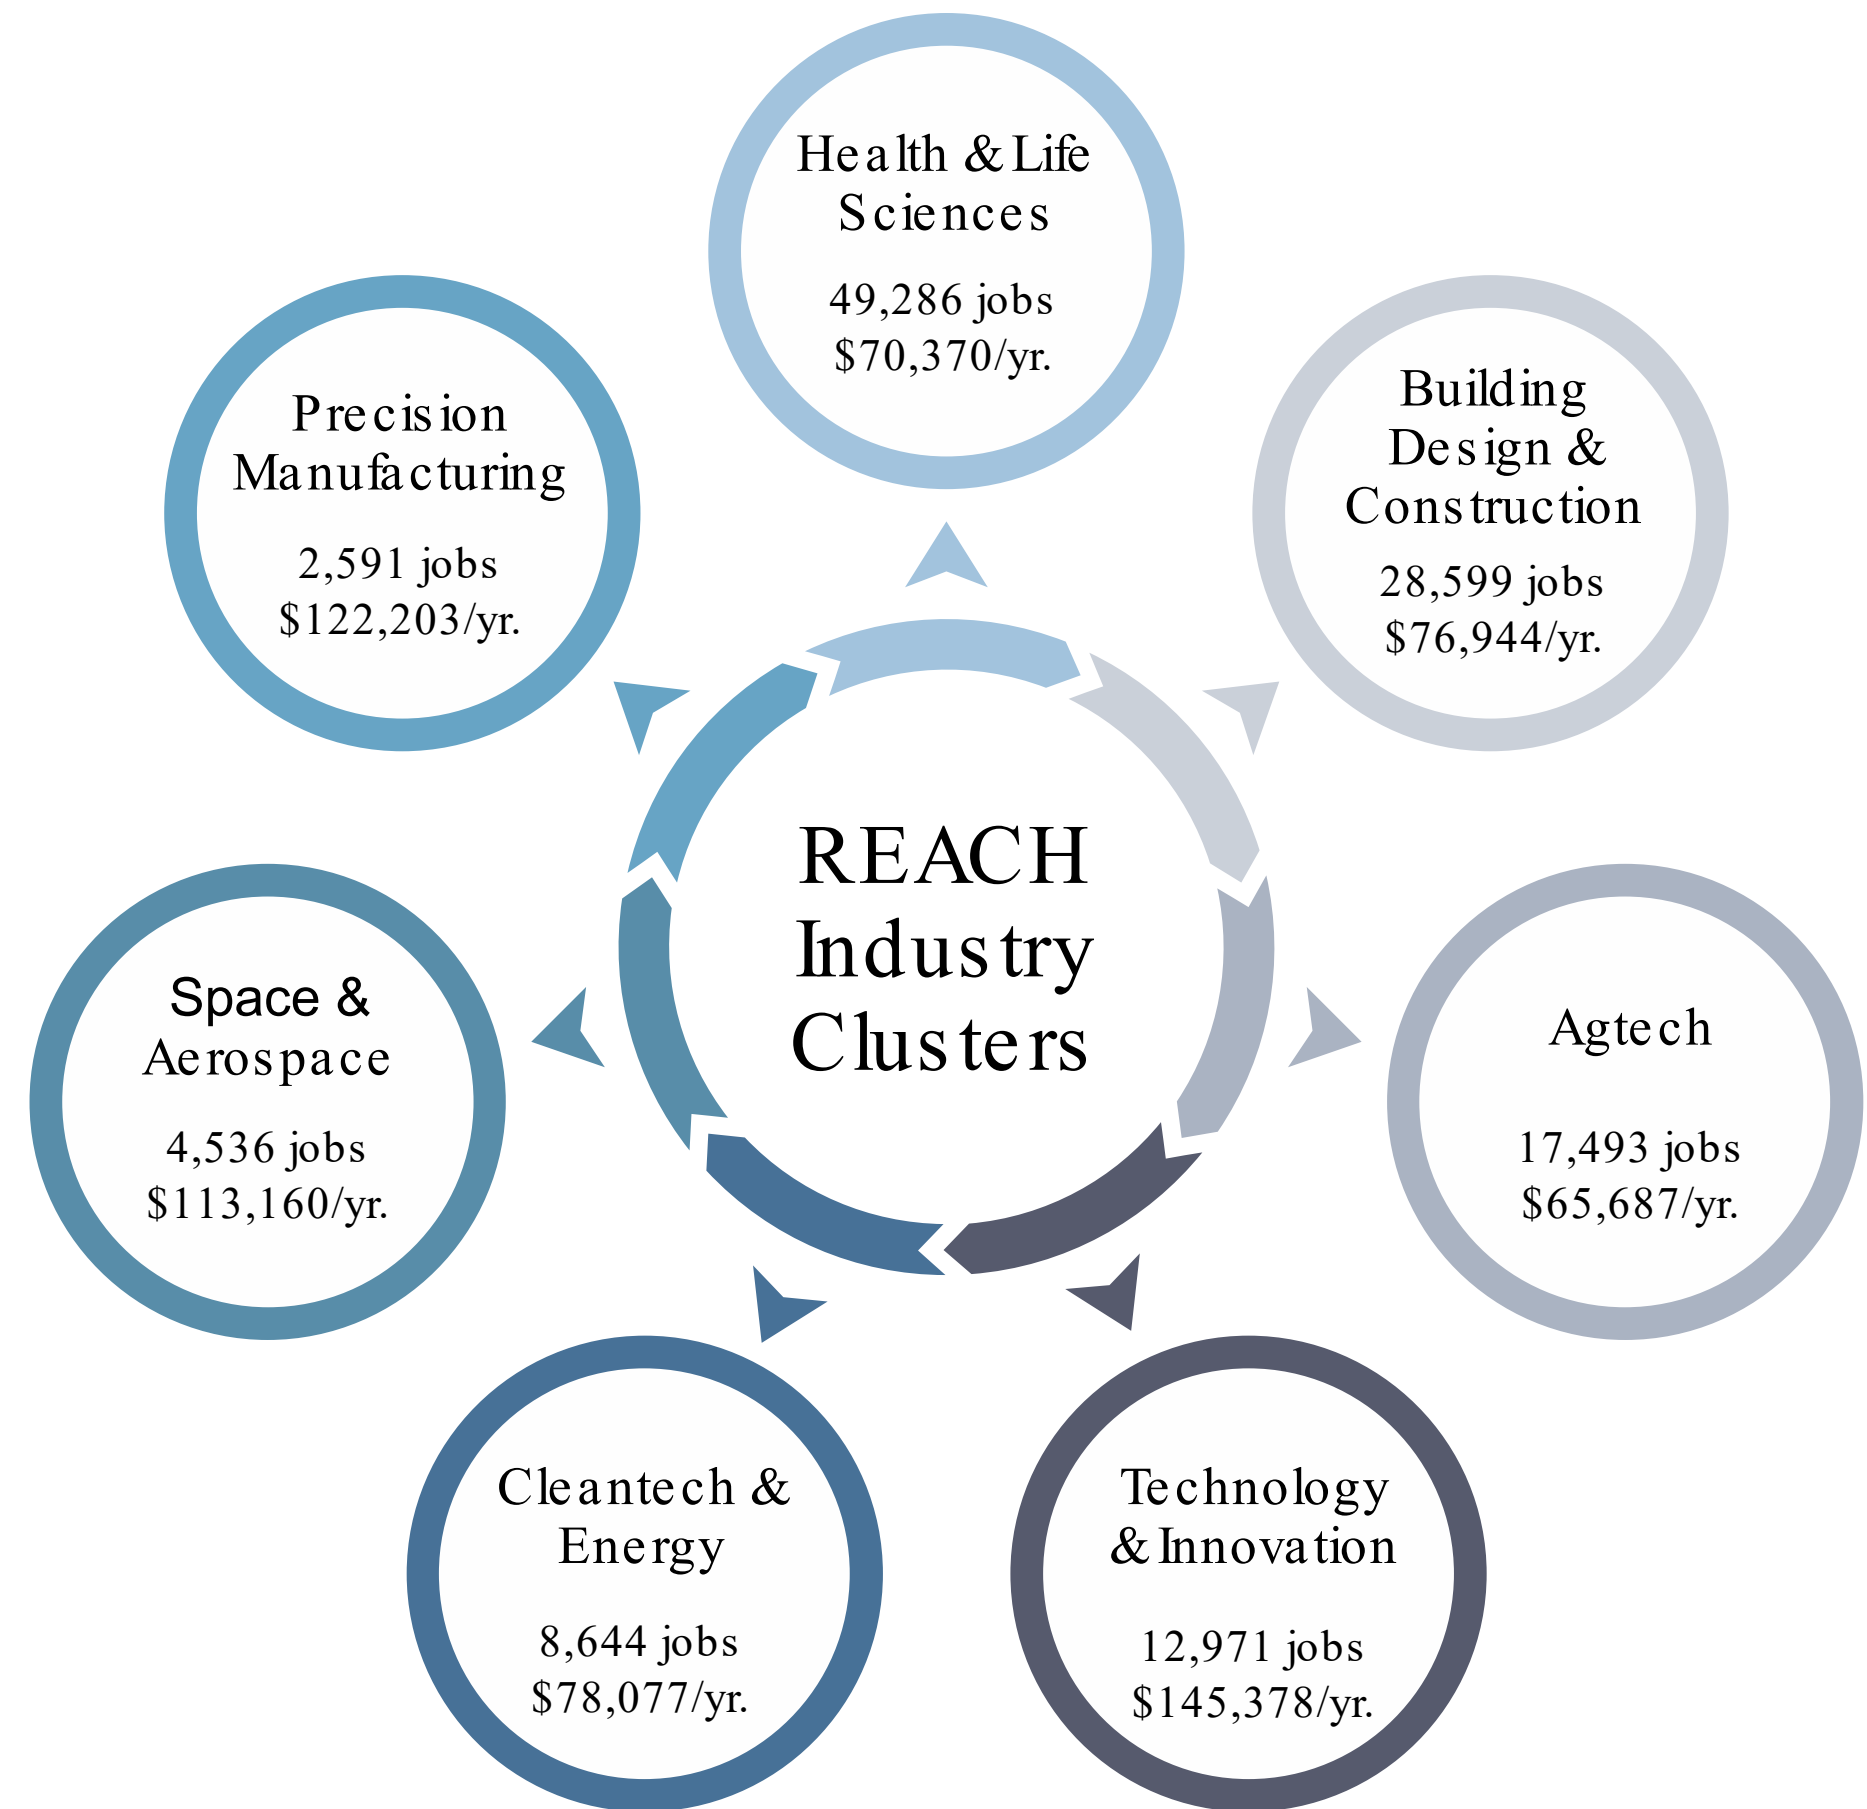 Health & Life
Sciences
49,286 jobs
$70,370/yr.
Building
Design &
Construction
28,599 jobs
$76,944/yr.
Agtech
17,493 jobs
$65,687/yr.
Technology
& Innovation
12,971 jobs
$145,378/yr.
Cleantech &
Energy
8,644 jobs
$78,077/yr.
Space &
Aerospace
4,536 jobs
$113,160/yr.
Precision
Manufacturing
2,591 jobs
$122,203/yr.
REACH
Industry
Clusters